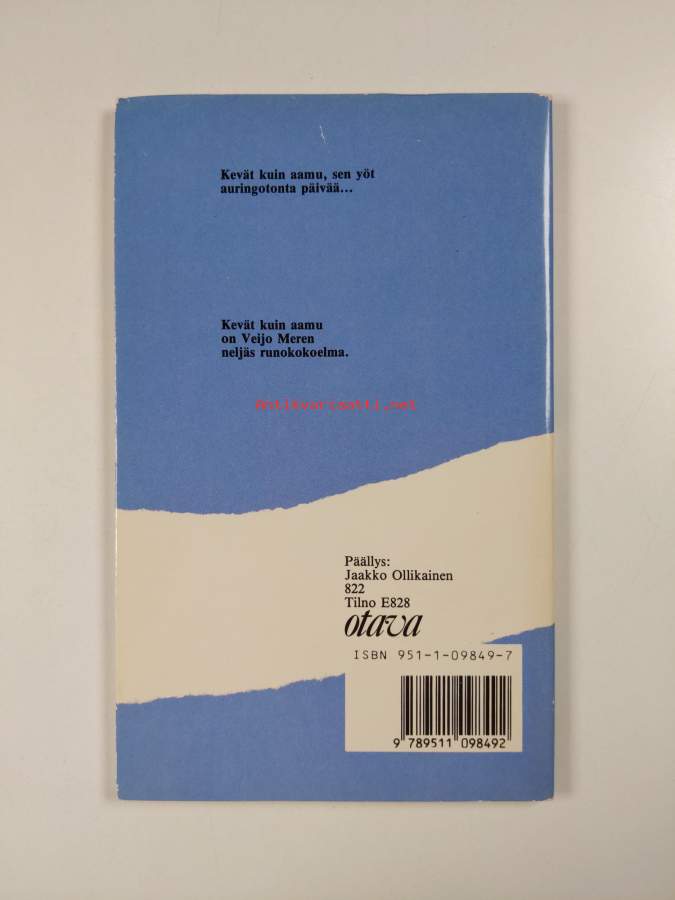 Kevät kuin aamu, sen yöt
auringotonta päivää...
Kevät kuin aamu
on Veijo Meren
neljäs runokokoelma.
Antikvariaatti.net
Päällys:
Jaakko Ollikainen
822
Tilno E828
otava
ISBN 951-1-09849-7
9 789511 098492